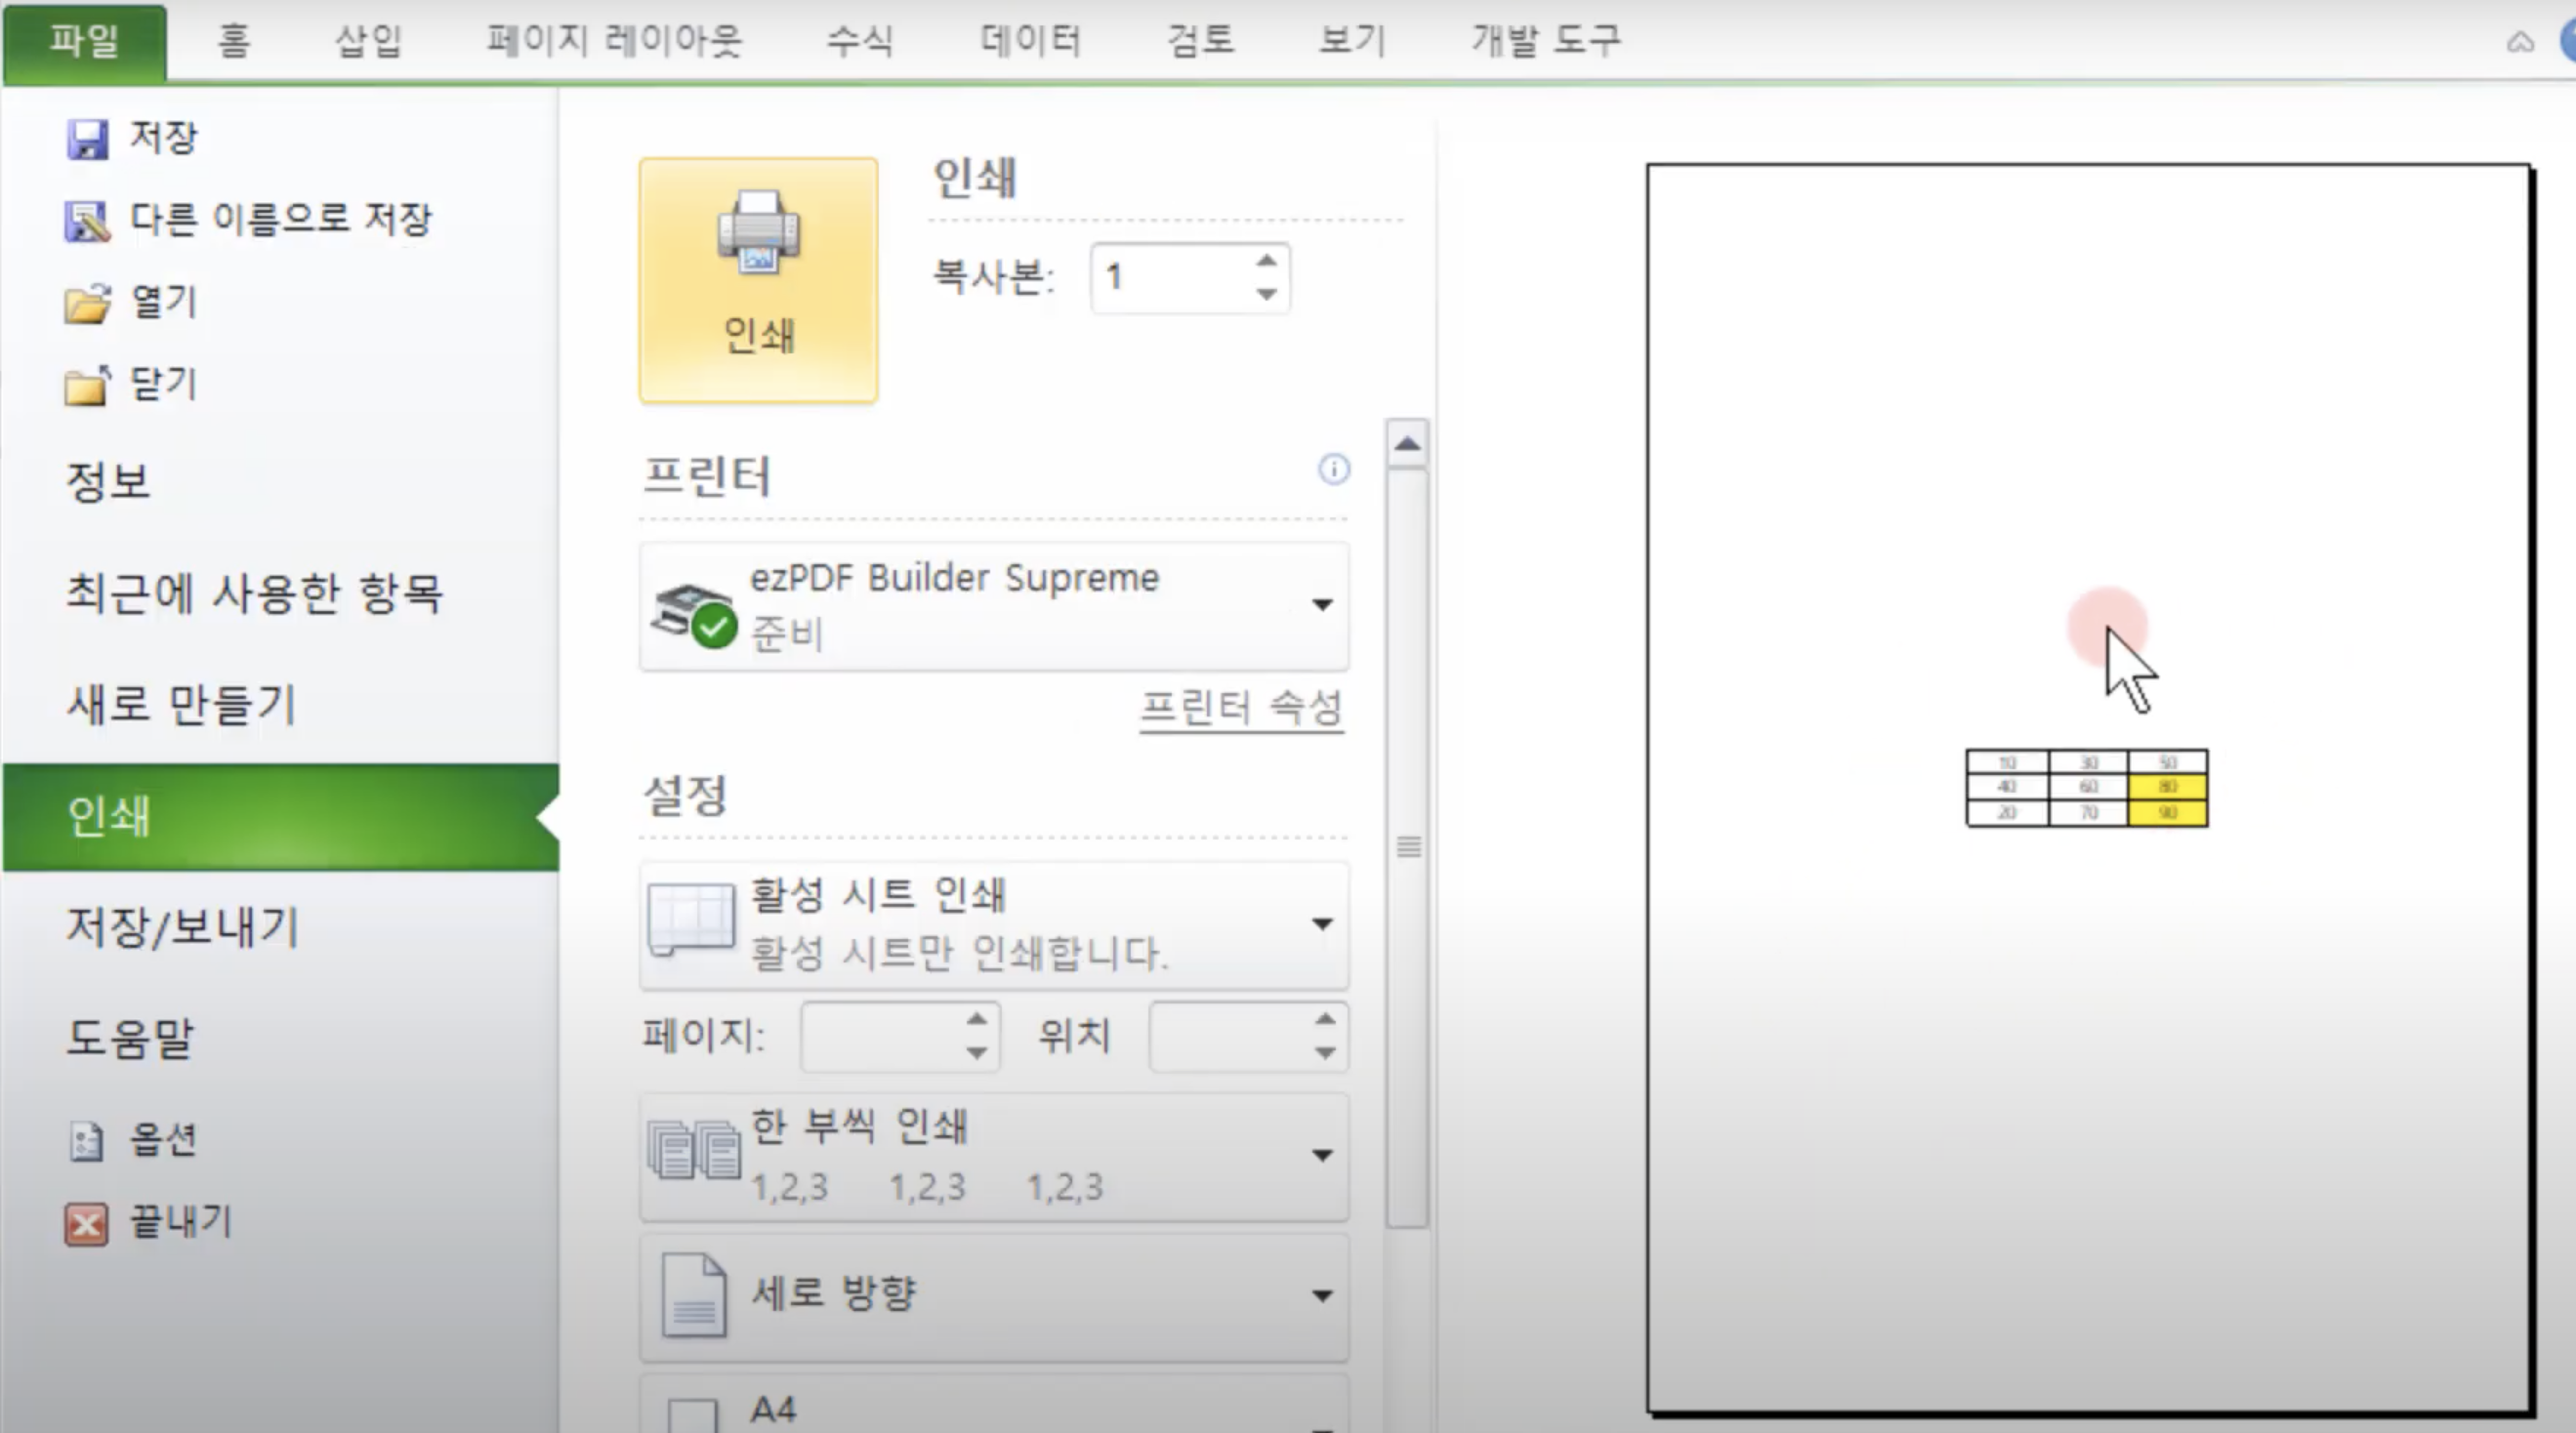 파일 홈 삽입 페이지 레이아웃 수식 데이터 검토 보기 개발 도구
저장
다른 이름으로 저장
열기
닫기
정보
최근에 사용한 항목
새로 만들기
인쇄
저장/보내기
도움말
옵션
끝내기
인쇄
인쇄
복사본: 1
프린터
ezPDF Builder Supreme
준비
프린터 속성
설정
활성 시트 인쇄
활성 시트만 인쇄합니다.
페이지: 위치
한 부씩 인쇄
1,2,3 1,2,3 1,2,3
세로 방향
A4
10 30 50
40 60 80
20 70 90